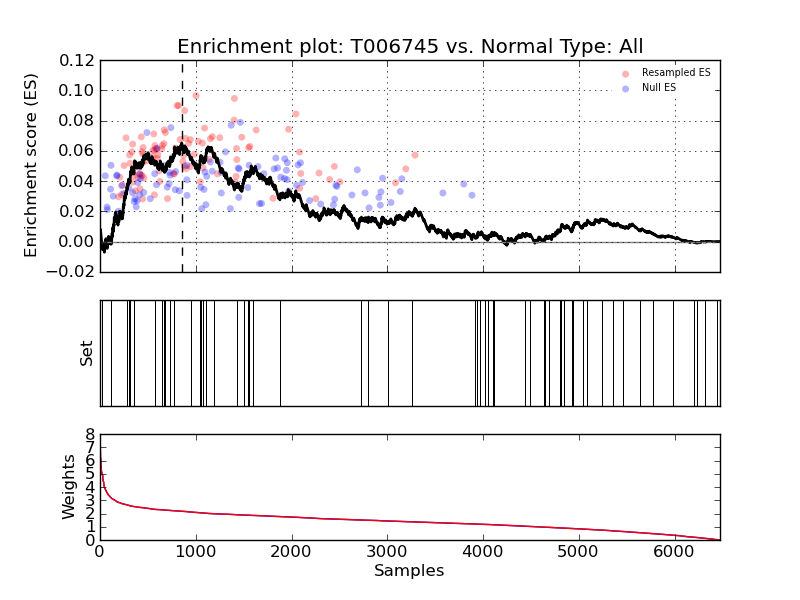 Enrichment plot: T006745 vs. Normal Type: All
Enrichment score (ES)
0.12
0.10
0.08
0.06
0.04
0.02
0.00
−0.02
Resampled ES
Null ES
Set
Weights
8
7
6
5
4
3
2
1
0
0 1000 2000 3000 4000 5000 6000
Samples